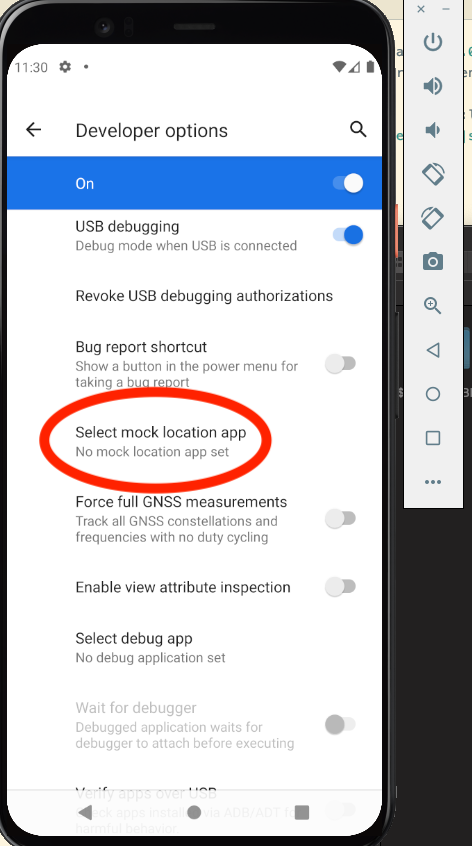 11:30
Developer options
On
USB debugging
Debug mode when USB is connected
Revoke USB debugging authorizations
Bug report shortcut
Show a button in the power menu for
taking a bug report
Select mock location app
No mock location app set
Force full GNSS measurements
Track all GNSS constellations and
frequencies with no duty cycling
Enable view attribute inspection
Select debug app
No debug application set
Wait for debugger
Debugged application waits for
debugger to attach before executing
Verify apps over USB
Check apps installed via ADB/ADT fo
harmful behavior